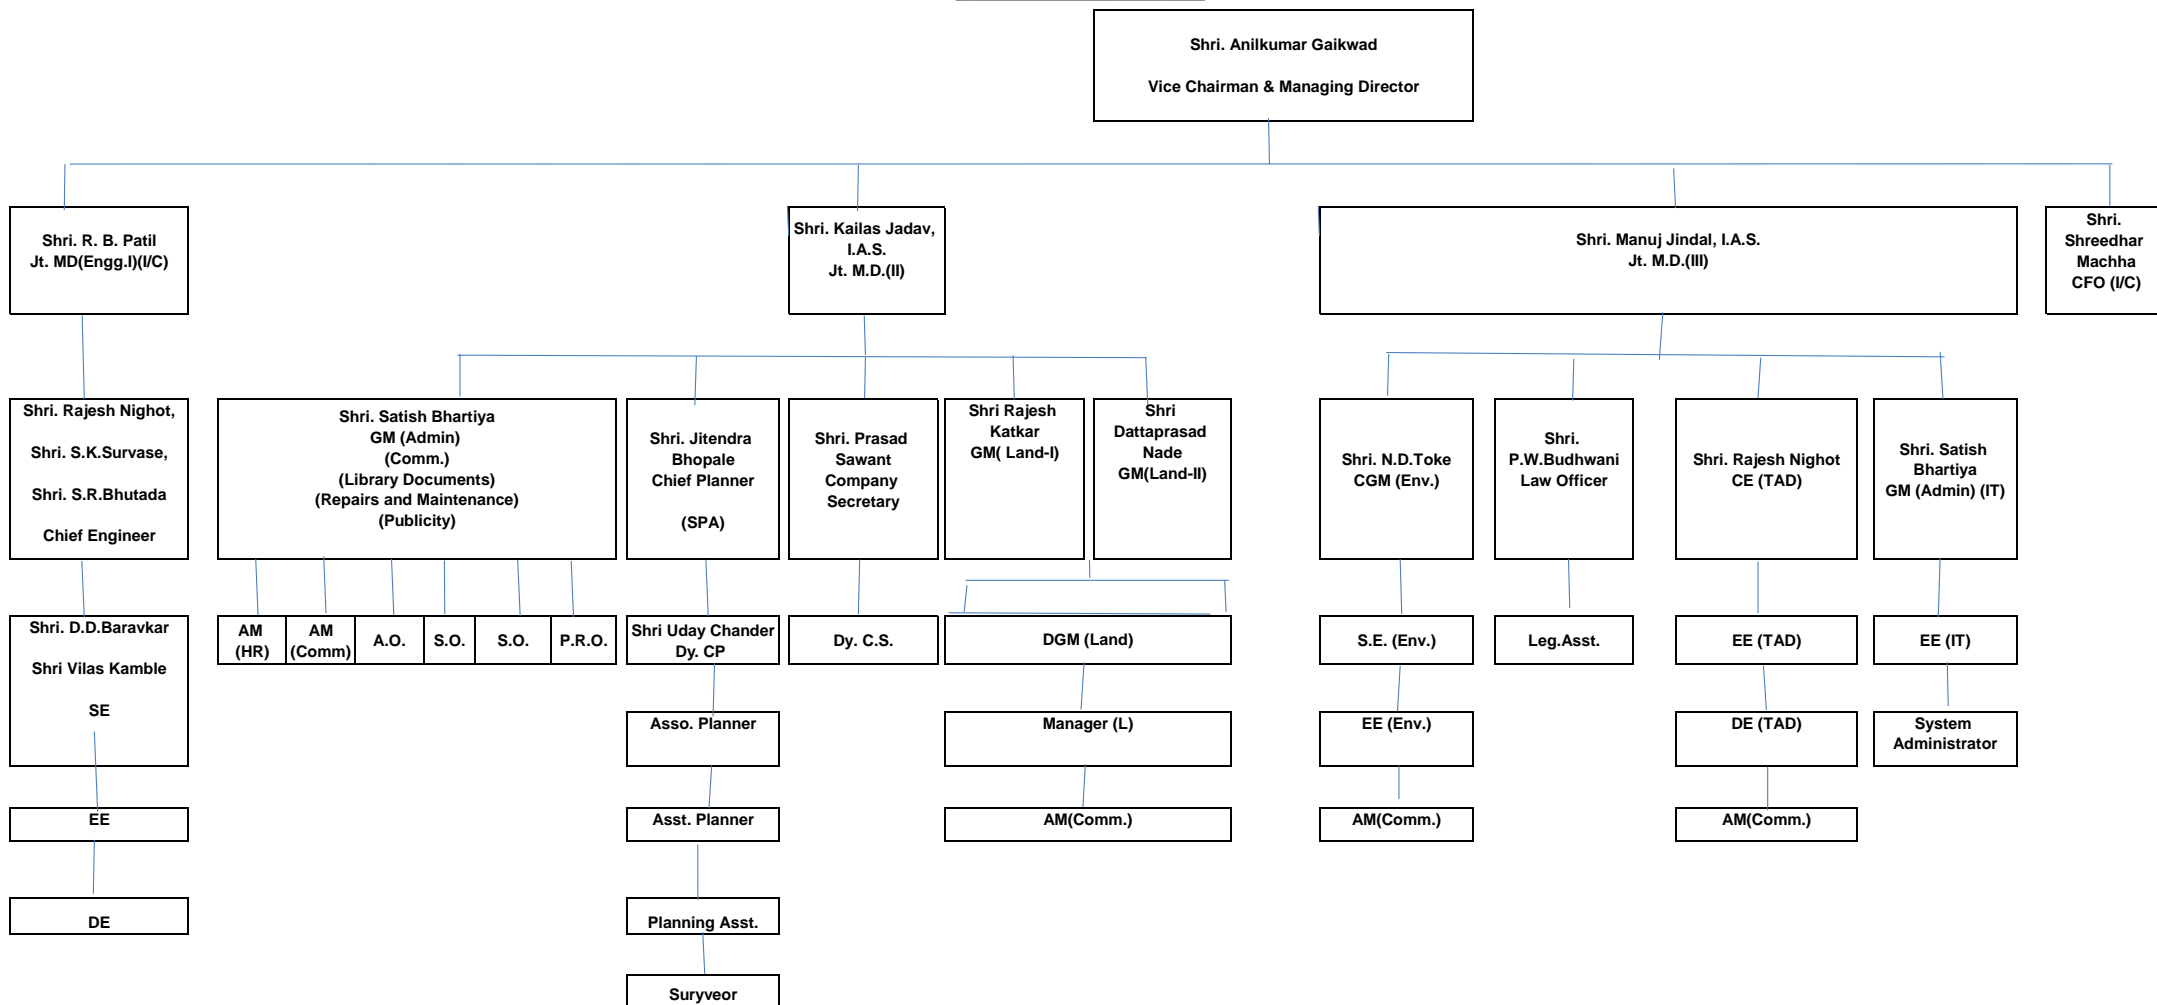 Shri. Anilkumar Gaikwad
Vice Chairman & Managing Director
Shri. R. B. Patil
Jt. MD(Engg.I)(I/C)
Shri. Kailas Jadav,
I.A.S.
Jt. M.D.(II)
Shri. Manuj Jindal, I.A.S.
Jt. M.D.(III)
Shri.
Shreedhar
Machha
CFO (I/C)
Shri. Rajesh Nighot,
Shri. S.K.Survase,
Shri. S.R.Bhutada
Chief Engineer
Shri. Satish Bhartiya
GM (Admin)
(Comm.)
(Library Documents)
(Repairs and Maintenance)
(Publicity)
Shri. Jitendra
Bhopale
Chief Planner
(SPA)
Shri. Prasad
Sawant
Company
Secretary
Shri Rajesh
Katkar
GM( Land-I)
Shri
Dattaprasad
Nade
GM(Land-II)
Shri. N.D.Toke
CGM (Env.)
Shri.
P.W.Budhwani
Law Officer
Shri. Rajesh Nighot
CE (TAD)
Shri. Satish
Bhartiya
GM (Admin) (IT)
Shri. D.D.Baravkar
Shri Vilas Kamble
SE
AM
(HR)
AM
(Comm)
A.O.
S.O.
S.O.
P.R.O.
Shri Uday Chander
Dy. CP
Dy. C.S.
DGM (Land)
S.E. (Env.)
Leg.Asst.
EE (TAD)
EE (IT)
Asso. Planner
Manager (L)
EE (Env.)
DE (TAD)
System
Administrator
EE
Asst. Planner
AM(Comm.)
AM(Comm.)
AM(Comm.)
DE
Planning Asst.
Suryveor